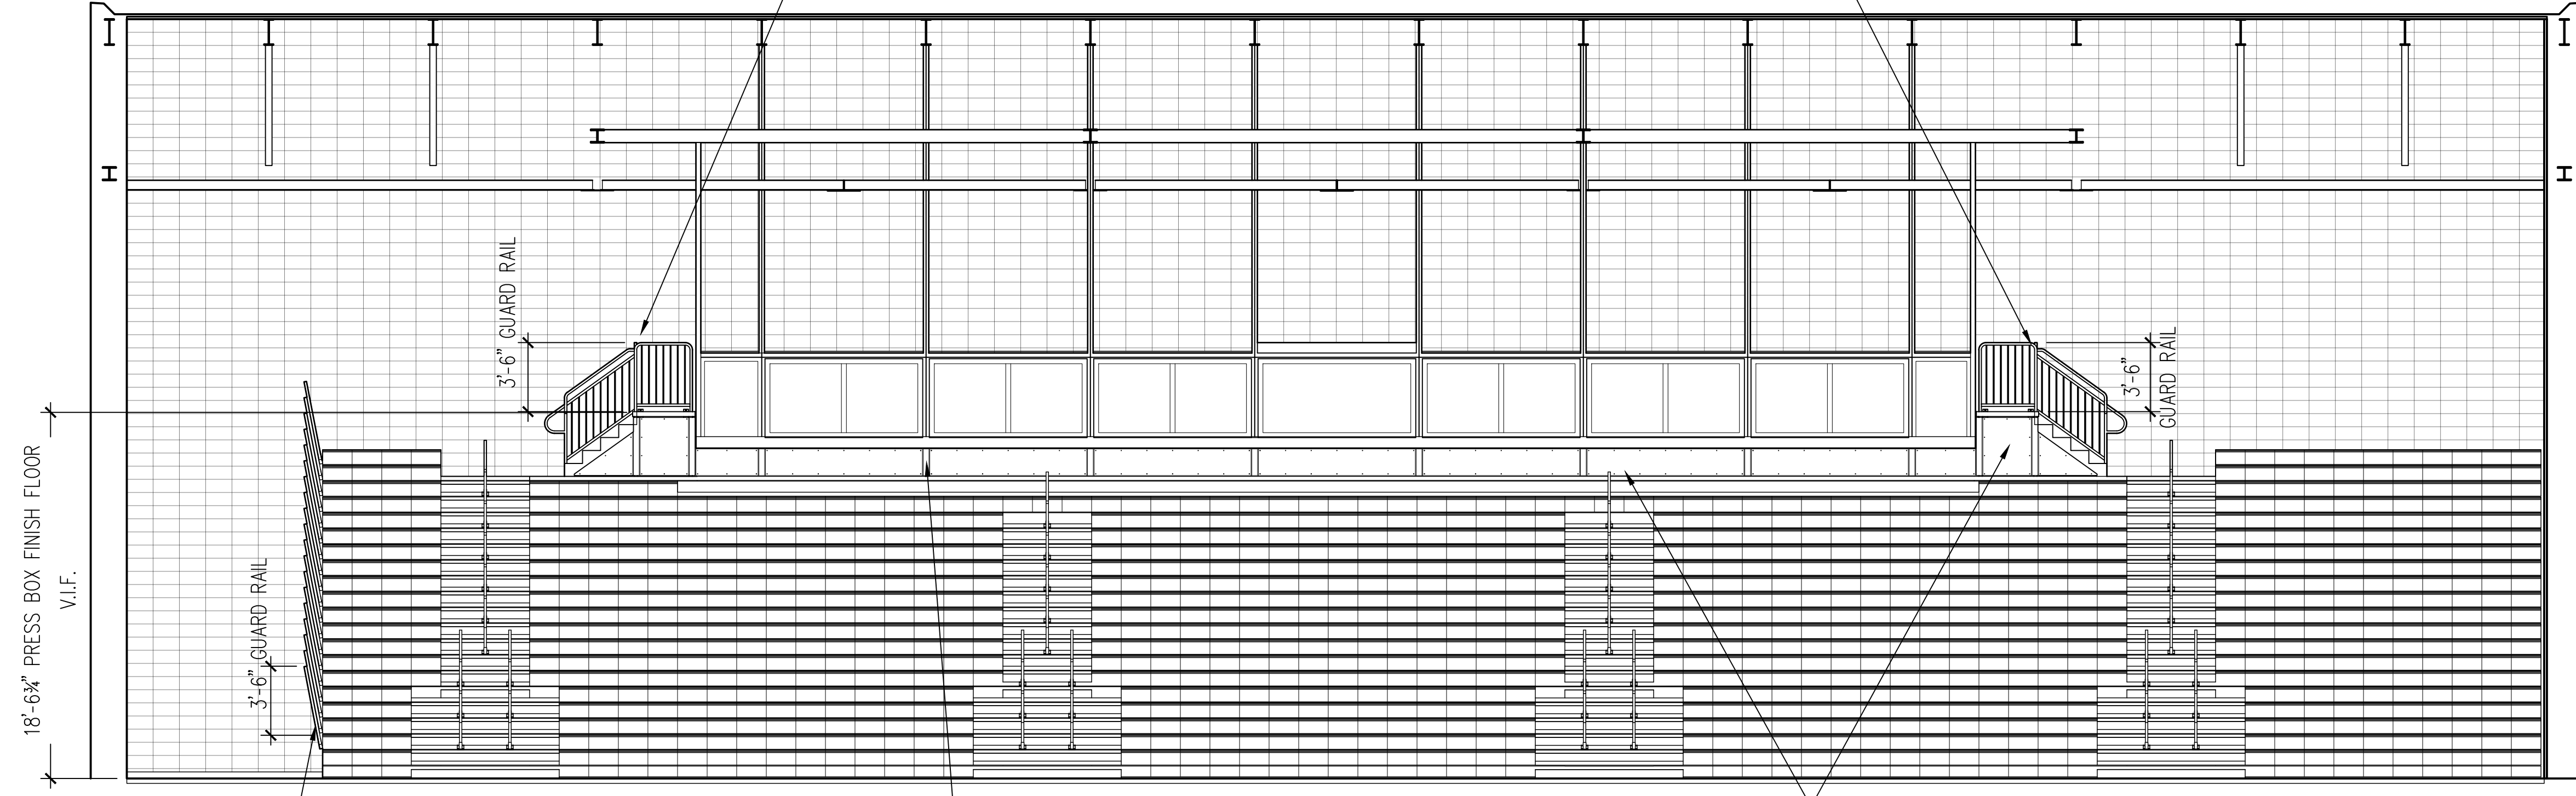 3'-6" GUARD RAIL
3'-6"
GUARD RAIL
18'-6¾" PRESS BOX FINISH FLOOR
V.I.F.
3'-6" GUARD RAIL